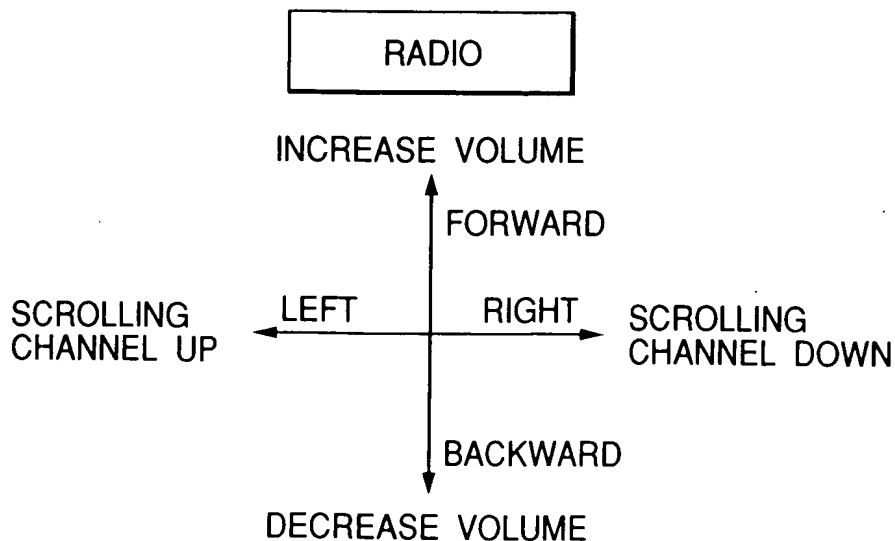 RADIO
INCREASE VOLUME
FORWARD
LEFT
RIGHT
SCROLLING
CHANNEL UP
SCROLLING
CHANNEL DOWN
BACKWARD
DECREASE VOLUME